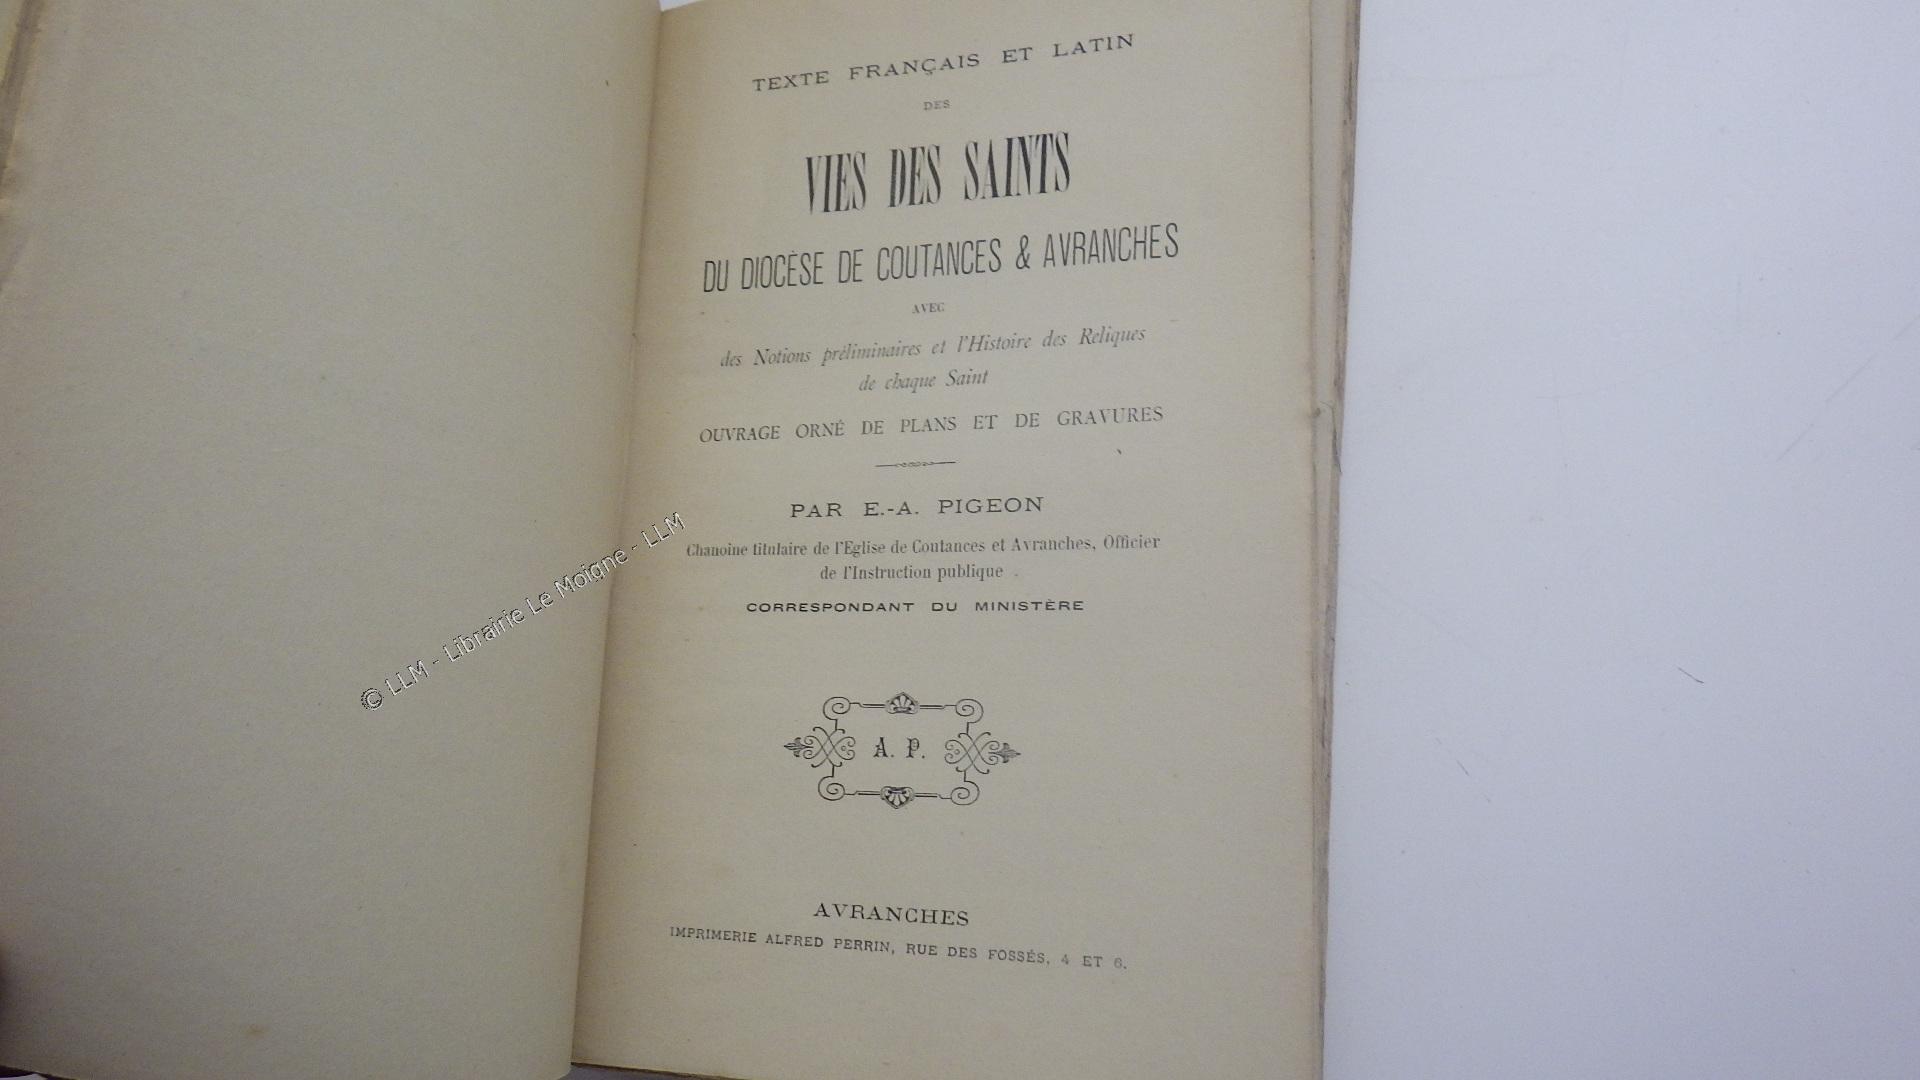 TEXTE FRANÇAIS ET LATIN
DES
VIES DES SAINTS
DU DIOCÈSE DE COUTANCES & AVRANCHES
AVEC
des Notions préliminaires et l'Histoire des Reliques
de chaque Saint
OUVRAGE ORNÉ DE PLANS ET DE GRAVURES
PAR E.-A. PIGEON
Chanoine titulaire de l'Eglise de Coutances et Avranches, Officier
de l'Instruction publique
CORRESPONDANT DU MINISTÈRE
A. P.
AVRANCHES
IMPRIMERIE ALFRED PERRIN, RUE DES FOSSÉS, 4 ET 6.
© LLM - Librairie Le Moigne - LLM